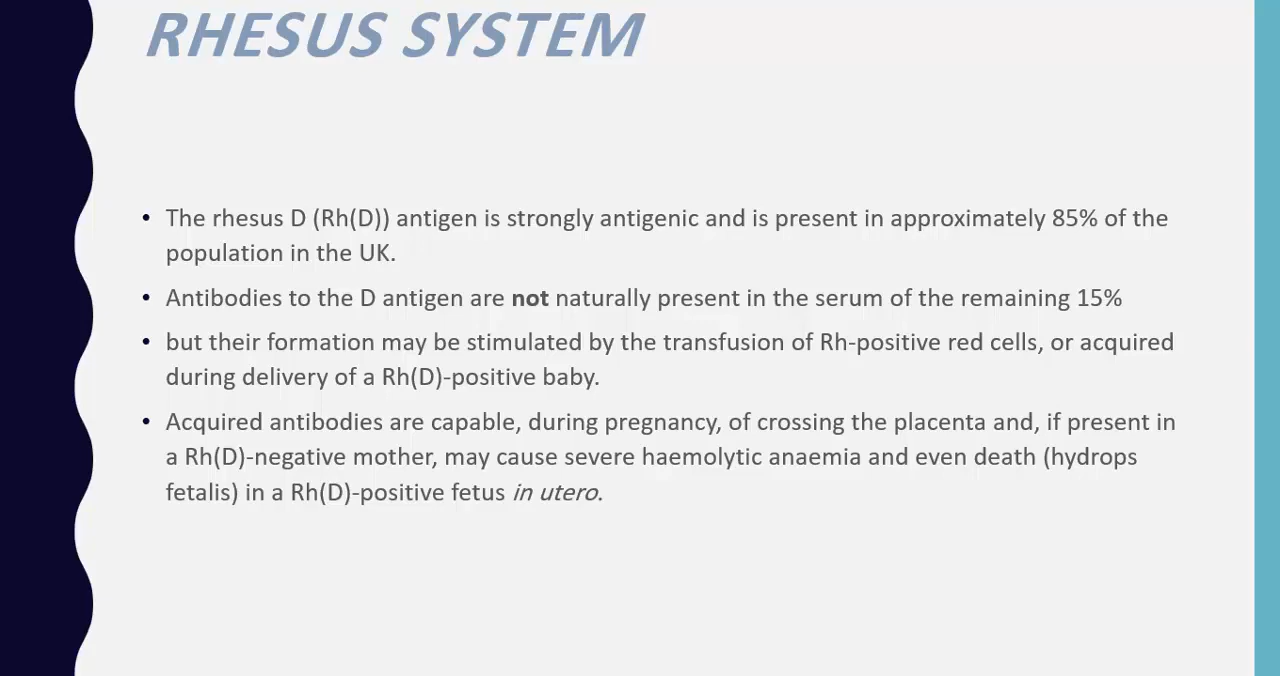 RHESUS SYSTEM
• The rhesus D (Rh(D)) antigen is strongly antigenic and is present in approximately 85% of the
population in the UK.
• Antibodies to the D antigen are not naturally present in the serum of the remaining 15%
• but their formation may be stimulated by the transfusion of Rh-positive red cells, or acquired
during delivery of a Rh(D)-positive baby.
• Acquired antibodies are capable, during pregnancy, of crossing the placenta and, if present in
a Rh(D)-negative mother, may cause severe haemolytic anaemia and even death (hydrops
fetalis) in a Rh(D)-positive fetus in utero.